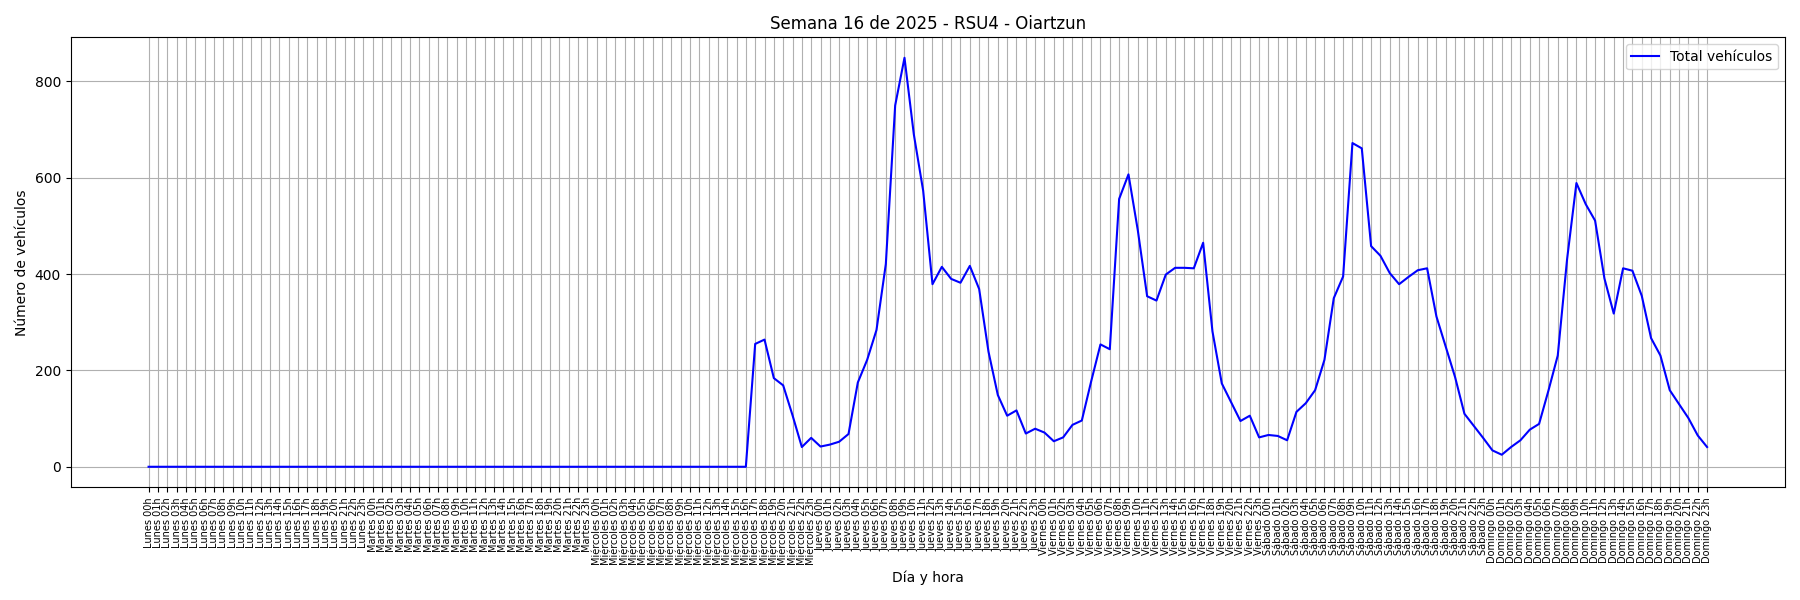 Semana 16 de 2025 - RSU4 - Oiartzun
Total vehículos
Número de vehículos
800
600
400
200
0
Lunes 00h
Lunes 01h
Lunes 02h
Lunes 03h
Lunes 04h
Lunes 05h
Lunes 06h
Lunes 07h
Lunes 08h
Lunes 09h
Lunes 10h
Lunes 11h
Lunes 12h
Lunes 13h
Lunes 14h
Lunes 15h
Lunes 16h
Lunes 17h
Lunes 18h
Lunes 19h
Lunes 20h
Lunes 21h
Lunes 22h
Lunes 23h
Martes 00h
Martes 01h
Martes 02h
Martes 03h
Martes 04h
Martes 05h
Martes 06h
Martes 07h
Martes 08h
Martes 09h
Martes 10h
Martes 11h
Martes 12h
Martes 13h
Martes 14h
Martes 15h
Martes 16h
Martes 17h
Martes 18h
Martes 19h
Martes 20h
Martes 21h
Martes 22h
Martes 23h
Miércoles 00h
Miércoles 01h
Miércoles 02h
Miércoles 03h
Miércoles 04h
Miércoles 05h
Miércoles 06h
Miércoles 07h
Miércoles 08h
Miércoles 09h
Miércoles 10h
Miércoles 11h
Miércoles 12h
Miércoles 13h
Miércoles 14h
Miércoles 15h
Miércoles 16h
Miércoles 17h
Miércoles 18h
Miércoles 19h
Miércoles 20h
Miércoles 21h
Miércoles 22h
Miércoles 23h
Jueves 00h
Jueves 01h
Jueves 02h
Jueves 03h
Jueves 04h
Jueves 05h
Jueves 06h
Jueves 07h
Jueves 08h
Jueves 09h
Jueves 10h
Jueves 11h
Jueves 12h
Jueves 13h
Jueves 14h
Jueves 15h
Jueves 16h
Jueves 17h
Jueves 18h
Jueves 19h
Jueves 20h
Jueves 21h
Jueves 22h
Jueves 23h
Viernes 00h
Viernes 01h
Viernes 02h
Viernes 03h
Viernes 04h
Viernes 05h
Viernes 06h
Viernes 07h
Viernes 08h
Viernes 09h
Viernes 10h
Viernes 11h
Viernes 12h
Viernes 13h
Viernes 14h
Viernes 15h
Viernes 16h
Viernes 17h
Viernes 18h
Viernes 19h
Viernes 20h
Viernes 21h
Viernes 22h
Viernes 23h
Sábado 00h
Sábado 01h
Sábado 02h
Sábado 03h
Sábado 04h
Sábado 05h
Sábado 06h
Sábado 07h
Sábado 08h
Sábado 09h
Sábado 10h
Sábado 11h
Sábado 12h
Sábado 13h
Sábado 14h
Sábado 15h
Sábado 16h
Sábado 17h
Sábado 18h
Sábado 19h
Sábado 20h
Sábado 21h
Sábado 22h
Sábado 23h
Domingo 00h
Domingo 01h
Domingo 02h
Domingo 03h
Domingo 04h
Domingo 05h
Domingo 06h
Domingo 07h
Domingo 08h
Domingo 09h
Domingo 10h
Domingo 11h
Domingo 12h
Domingo 13h
Domingo 14h
Domingo 15h
Domingo 16h
Domingo 17h
Domingo 18h
Domingo 19h
Domingo 20h
Domingo 21h
Domingo 22h
Domingo 23h
Día y hora